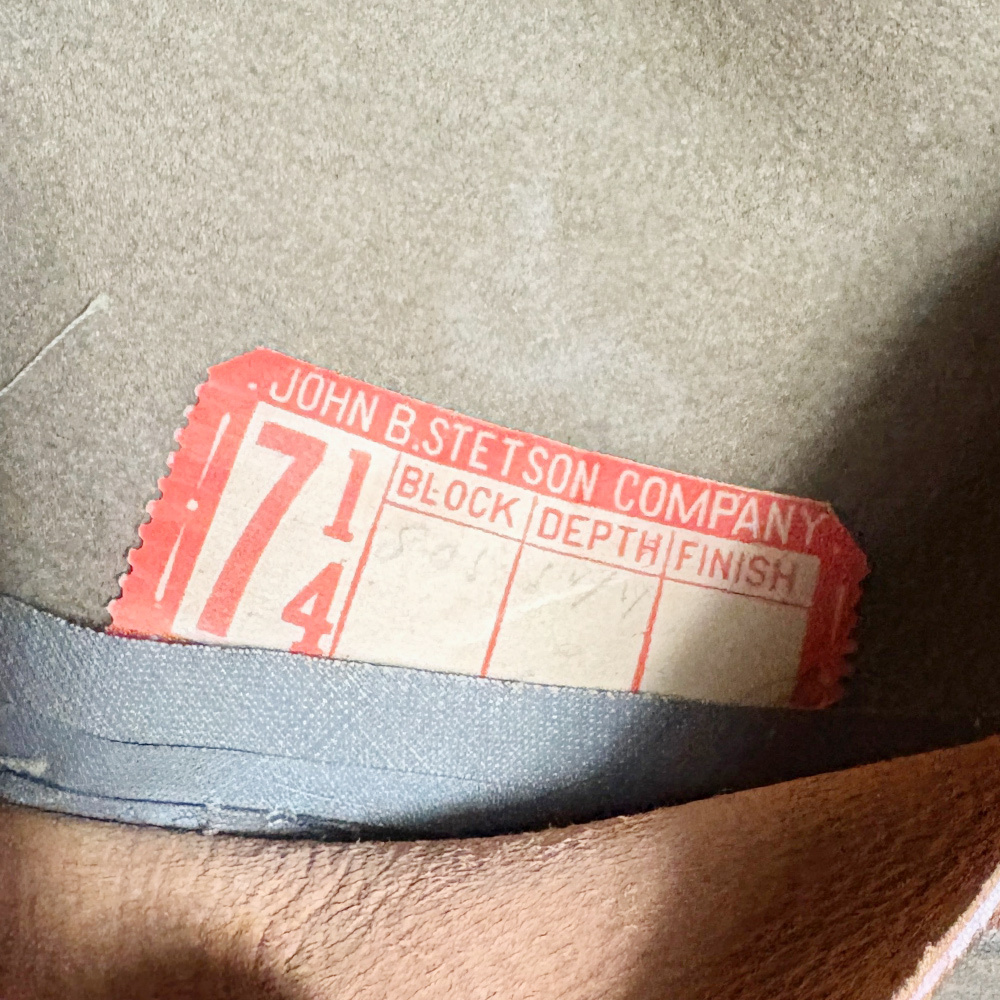 JOHN B. STETSON COMPANY
7 1/4
BLOCK DEPTH FINISH